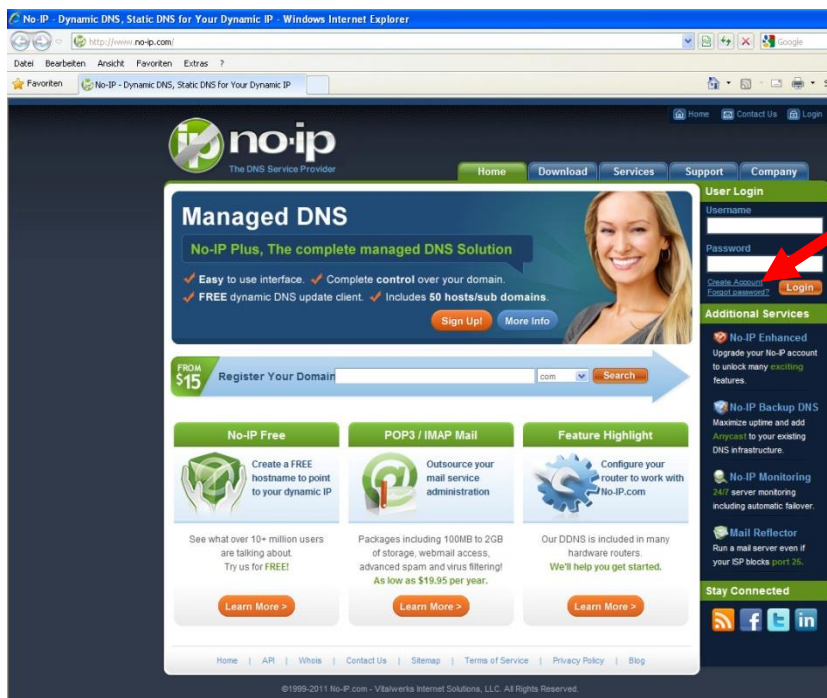 No-IP - Dynamic DNS, Static DNS for Your Dynamic IP - Windows Internet Explorer
http://www.no-ip.com/
Google
Datei Bearbeiten Ansicht Favoriten Extras ?
Favoriten No-IP - Dynamic DNS, Static DNS for Your Dynamic IP
Home Contact Us Login
ip no·ip
The DNS Service Provider
Home Download Services Support Company
Managed DNS
No-IP Plus, The complete managed DNS Solution
Easy to use interface. Complete control over your domain.
FREE dynamic DNS update client. Includes 50 hosts/sub domains.
Sign Up! More Info
User Login
Username
Password
Create Account
Forgot password?
Login
FROM
$15
Register Your Domain
com
Search
No-IP Free
Create a FREE
hostname to point
to your dynamic IP
See what over 10+ million users
are talking about.
Try us for FREE!
Learn More >
POP3 / IMAP Mail
Outsource your
mail service
administration
Packages including 100MB to 2GB
of storage, webmail access,
advanced spam and virus filtering!
As low as $19.95 per year.
Learn More >
Feature Highlight
Configure your
router to work with
No-IP.com
Our DDNS is included in many
hardware routers.
We'll help you get started.
Learn More >
Additional Services
No-IP Enhanced
Upgrade your No-IP account
to unlock many exciting
features.
No-IP Backup DNS
Maximize uptime and add
Anycast to your existing
DNS infrastructure.
No-IP Monitoring
24/7 server monitoring
including automatic failover.
Mail Reflector
Run a mail server even if
your ISP blocks port 25.
Stay Connected
f t in
Home | API | Whois | Contact Us | Sitemap | Terms of Service | Privacy Policy | Blog
©1999-2011 No-IP.com - Vitalwerks Internet Solutions, LLC. All Rights Reserved.